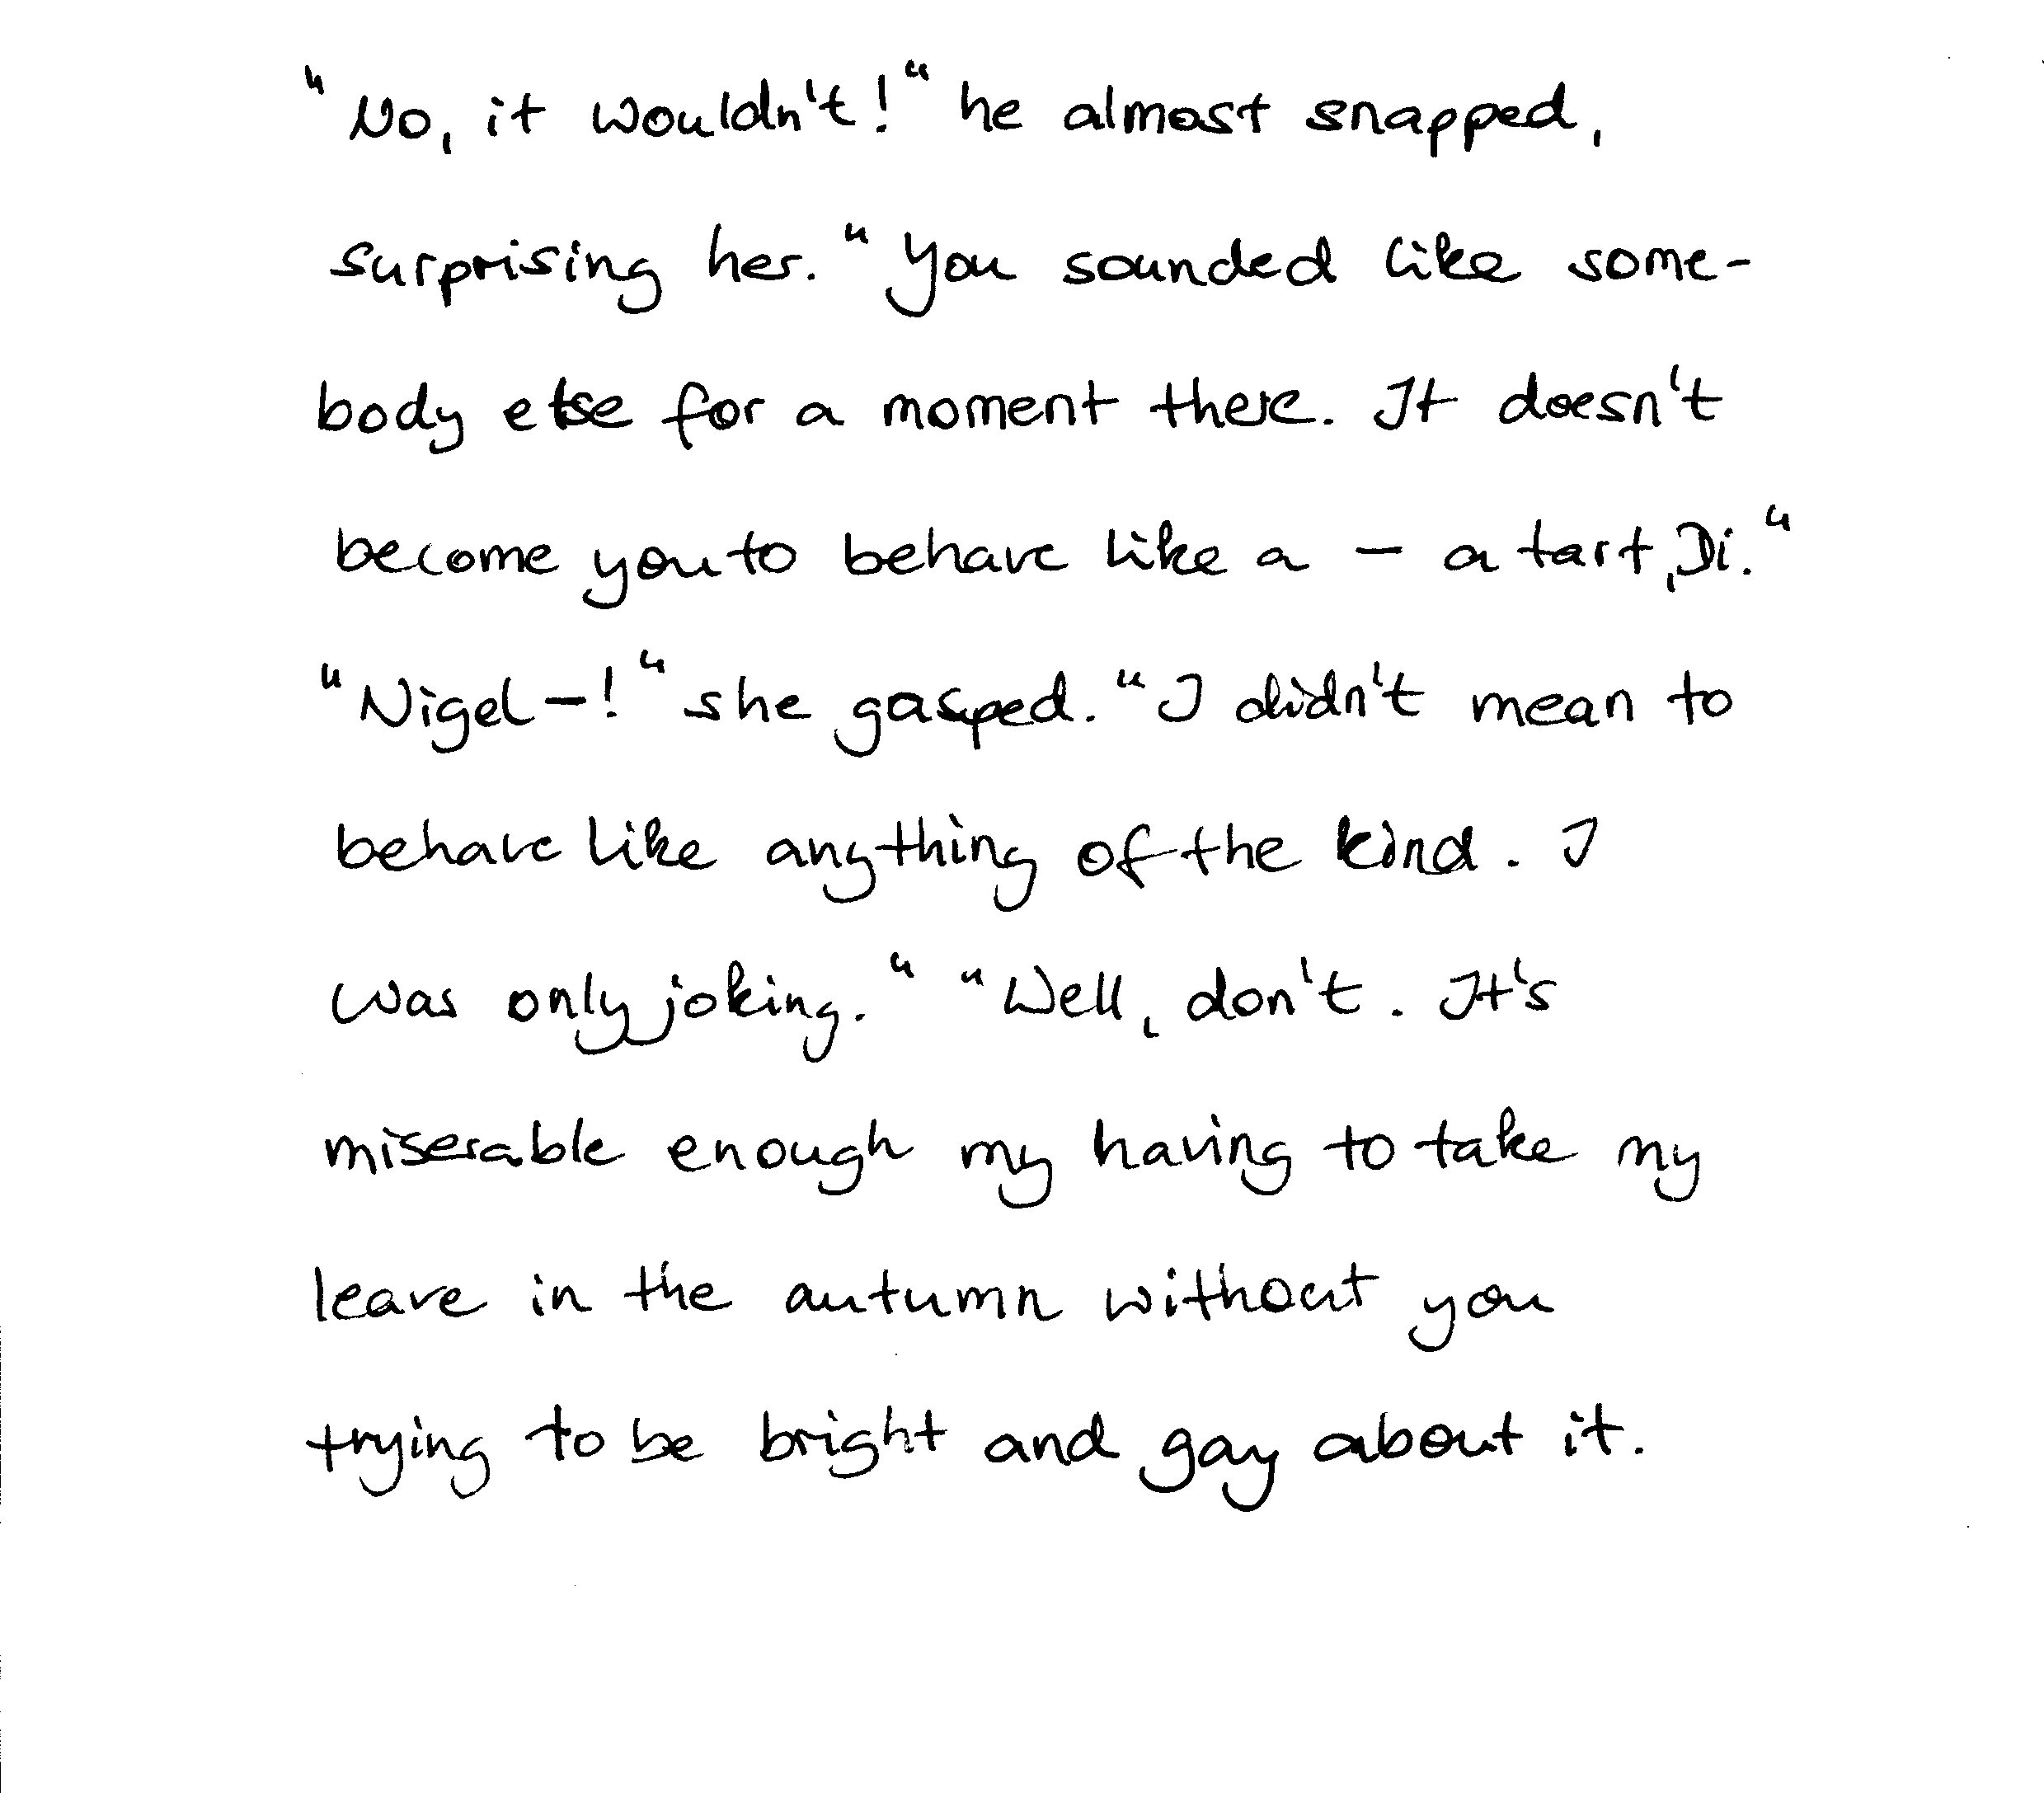 "No, it wouldn't!" he almost snapped,
surprising her. "You sounded like some-
body else for a moment there. It doesn't
become you to behave like a - a tart, Di."
"Nigel-!" she gasped. "I didn't mean to
behave like anything of the kind. I
was only joking." "Well, don't. It's
miserable enough my having to take my
leave in the autumn without you
trying to be bright and gay about it.